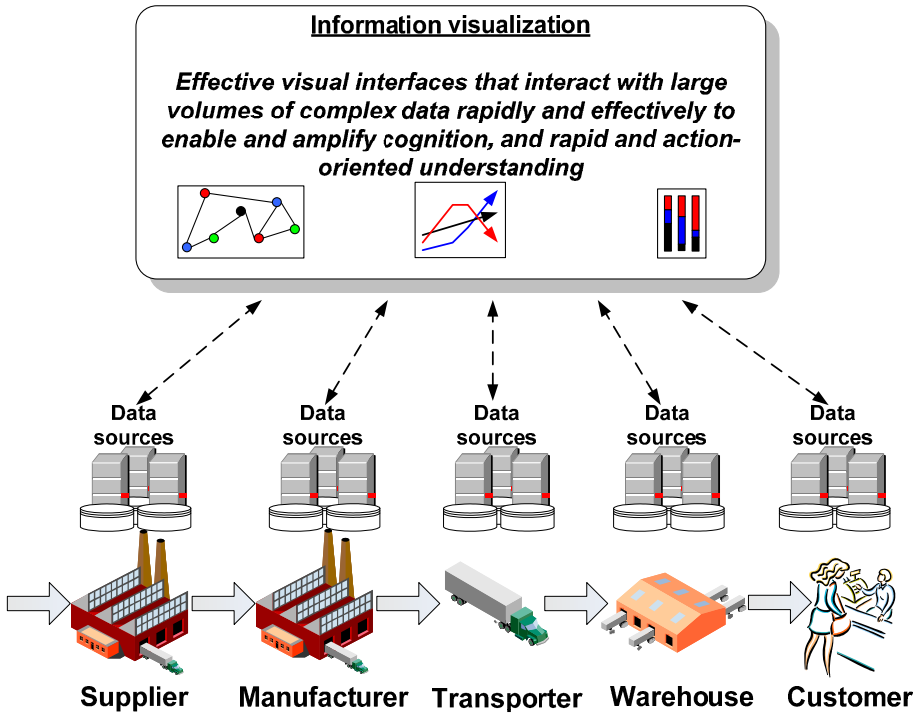 Information visualization
Effective visual interfaces that interact with large
volumes of complex data rapidly and effectively to
enable and amplify cognition, and rapid and action-
oriented understanding
Data
sources
Data
sources
Data
sources
Data
sources
Data
sources
Supplier
Manufacturer
Transporter
Warehouse
Customer